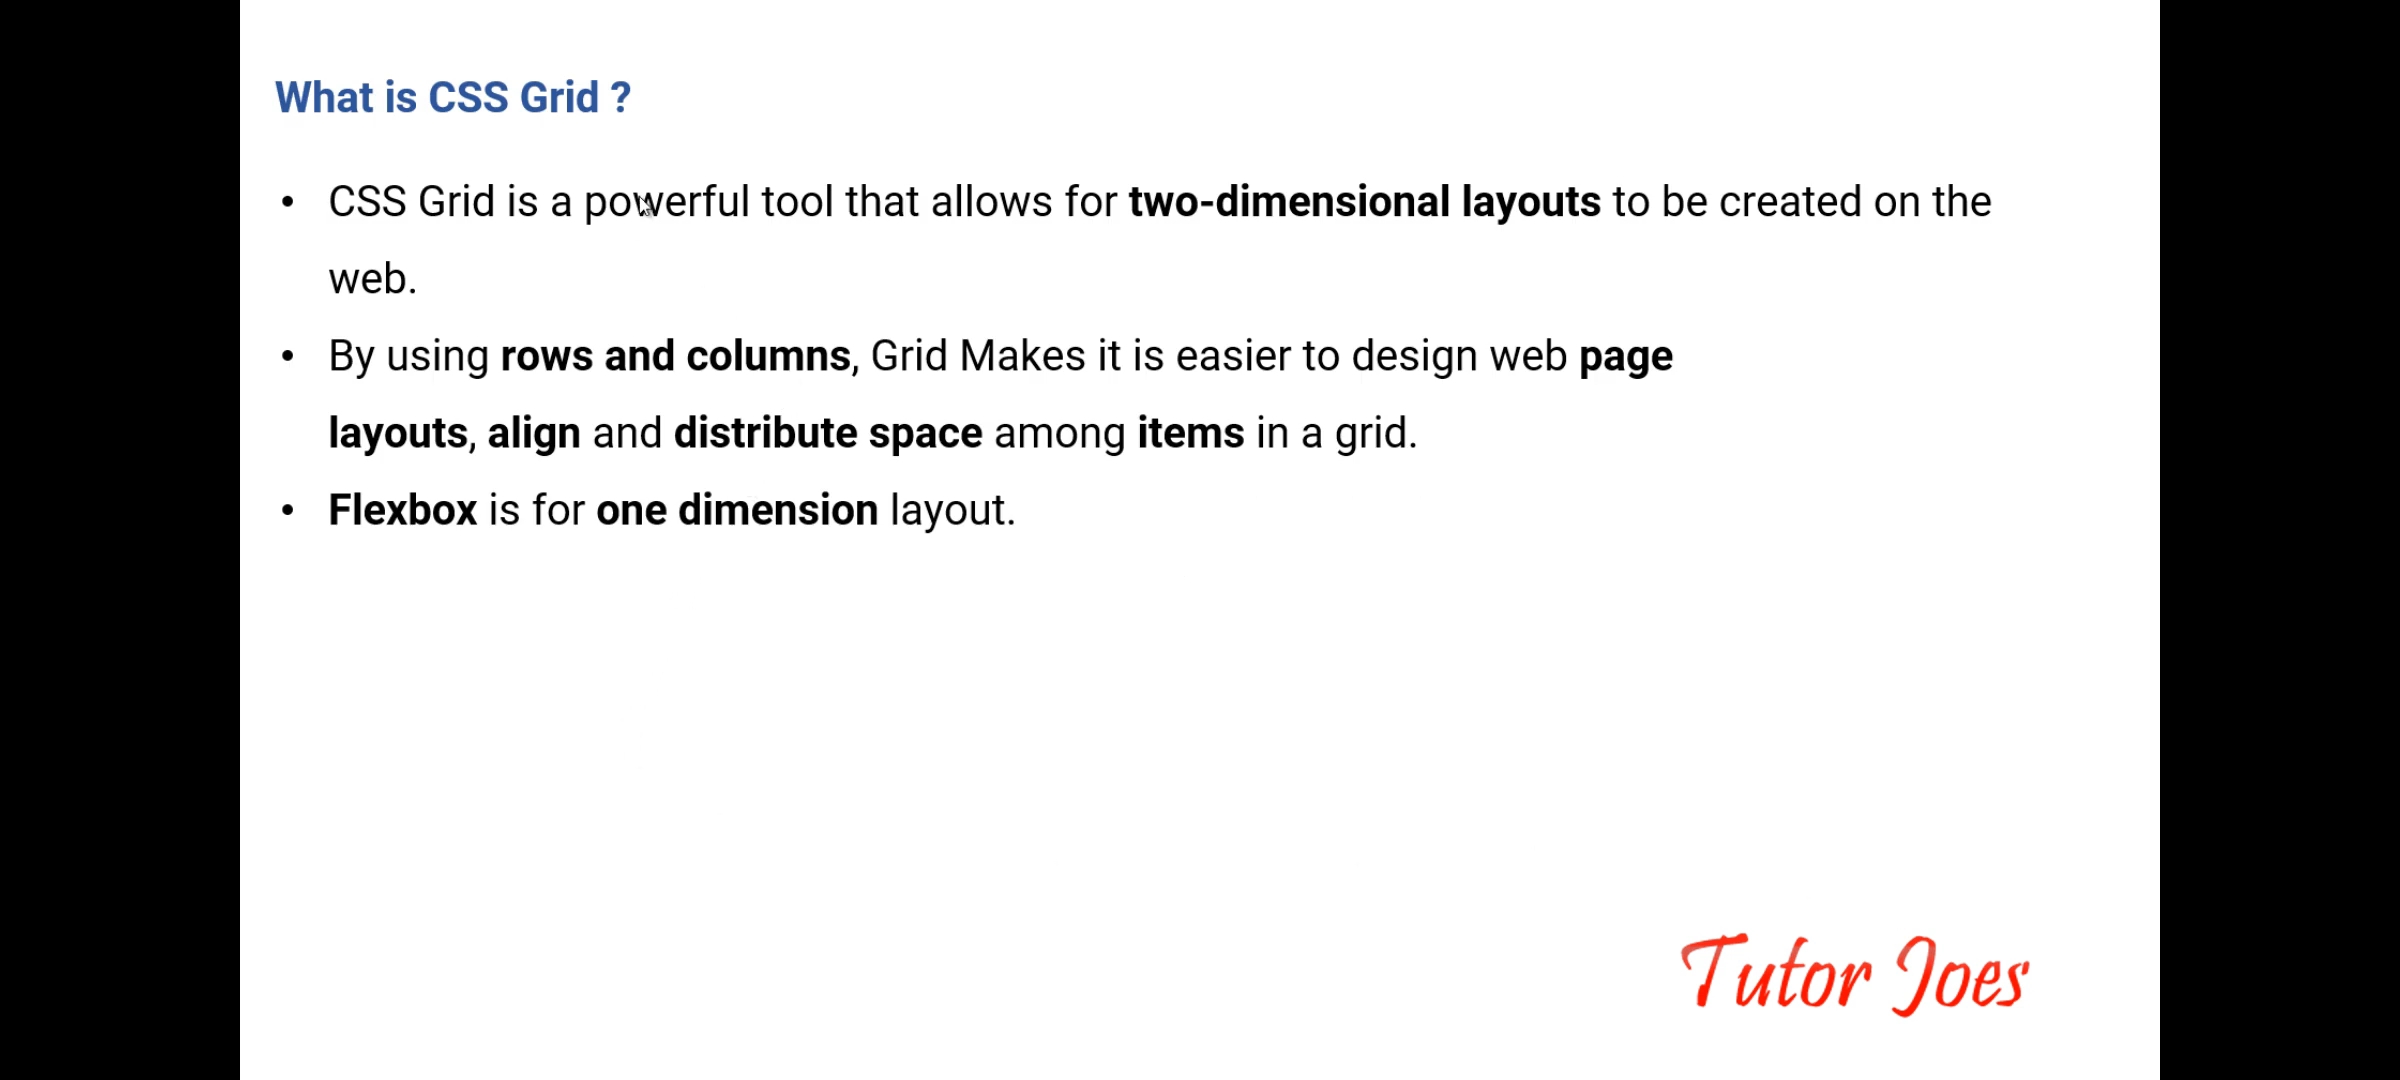 What is CSS Grid ?
• CSS Grid is a powerful tool that allows for two-dimensional layouts to be created on the
web.
• By using rows and columns, Grid Makes it is easier to design web page
layouts, align and distribute space among items in a grid.
• Flexbox is for one dimension layout.
Tutor Joes